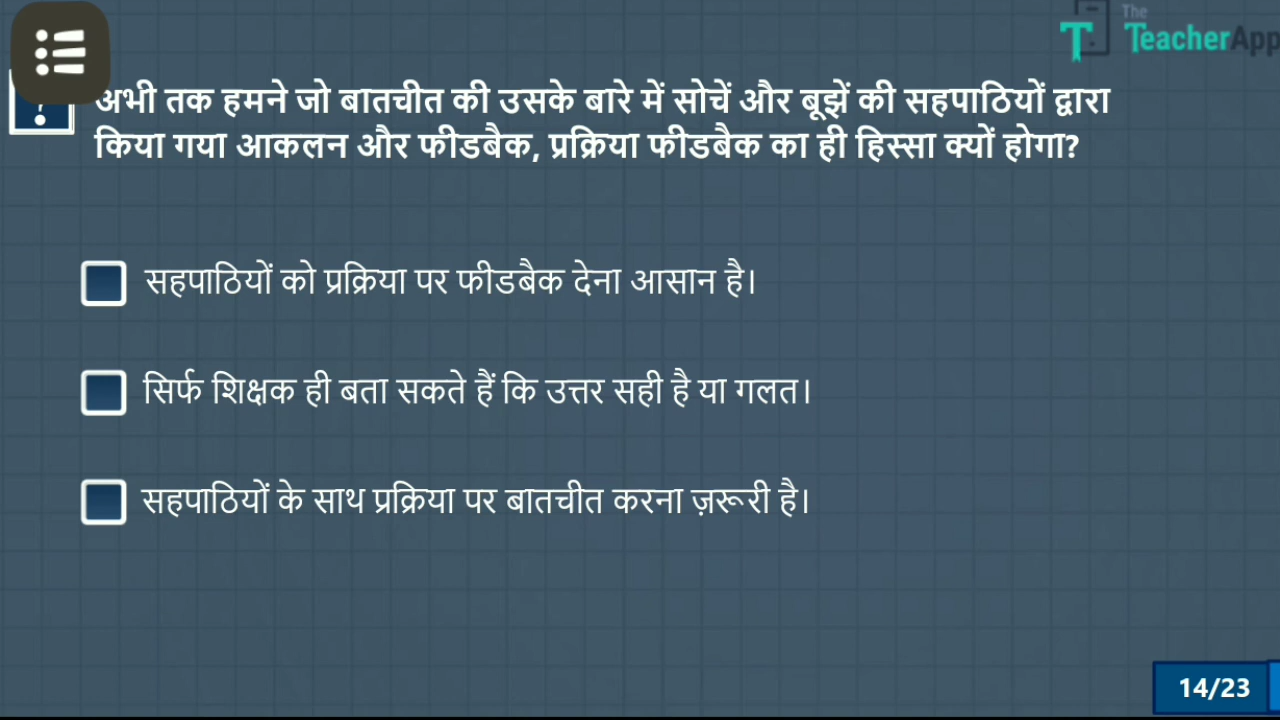 The
TeacherApp
?
अभी तक हमने जो बातचीत की उसके बारे में सोचें और बूझें की सहपाठियों द्वारा
किया गया आकलन और फीडबैक, प्रक्रिया फीडबैक का ही हिस्सा क्यों होगा?
सहपाठियों को प्रक्रिया पर फीडबैक देना आसान है।
सिर्फ शिक्षक ही बता सकते हैं कि उत्तर सही है या गलत।
सहपाठियों के साथ प्रक्रिया पर बातचीत करना ज़रूरी है।
14/23